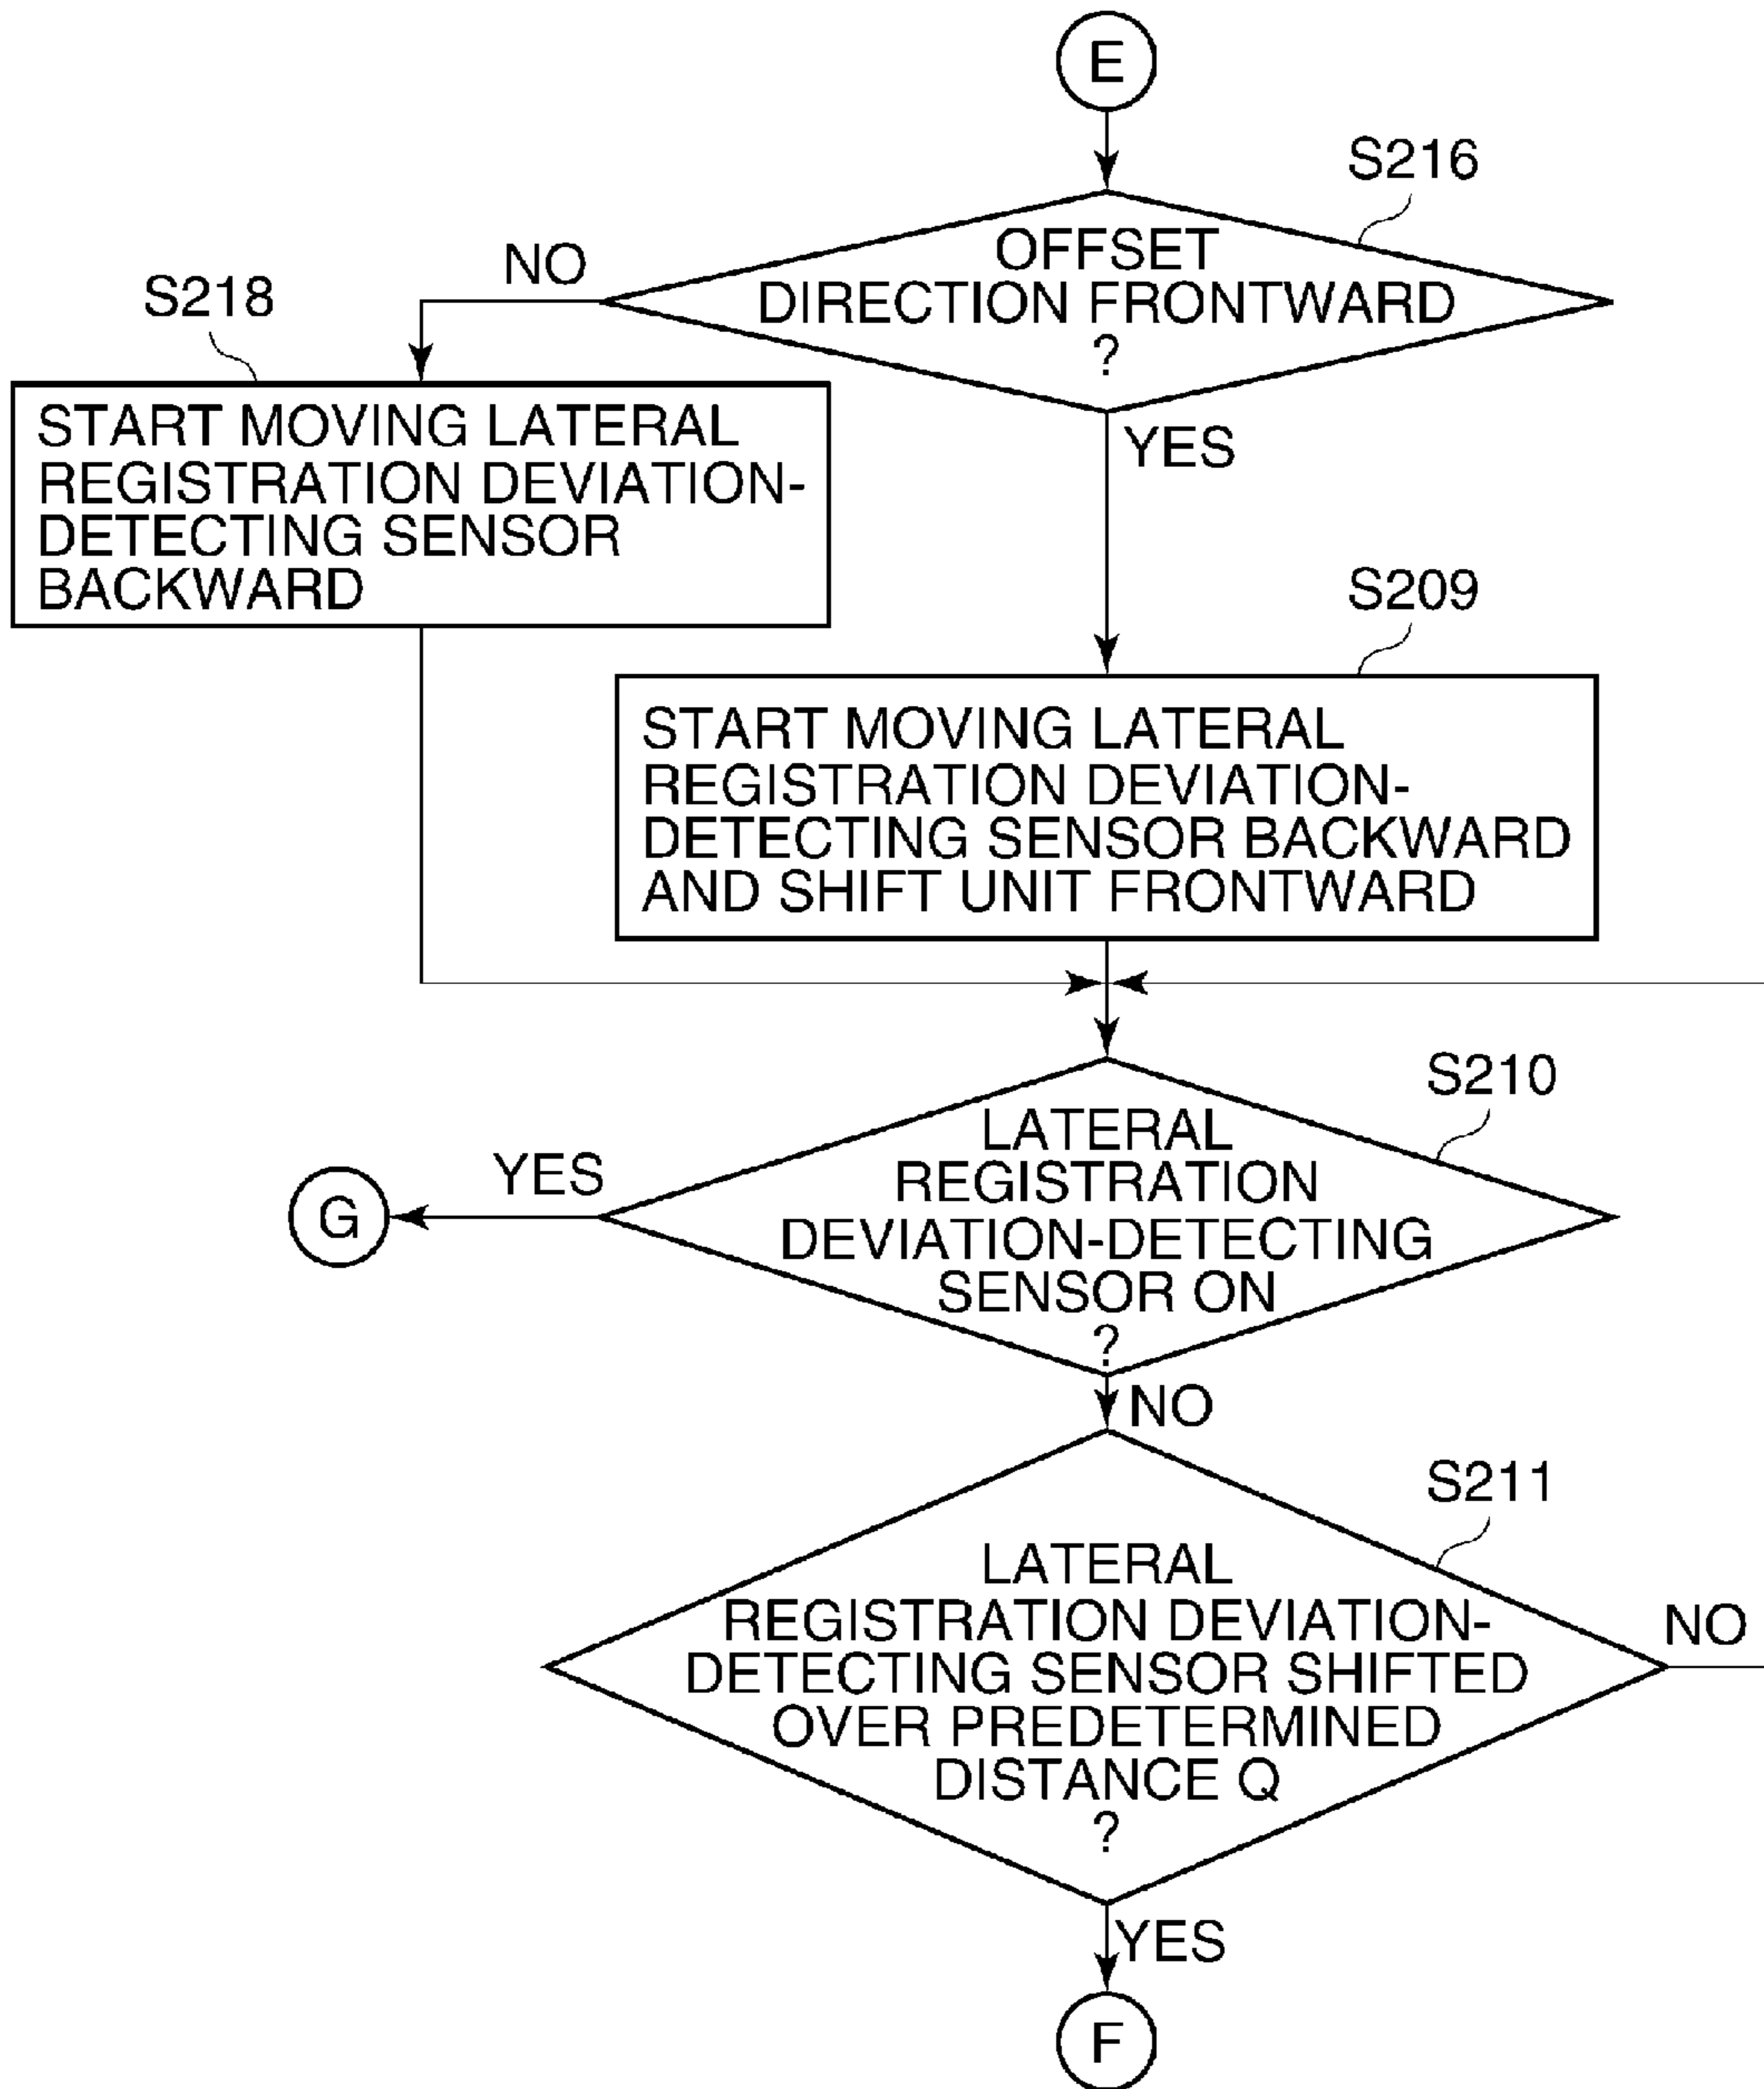 E
S216
OFFSET
DIRECTION FRONTWARD
?
NO
S218
YES
START MOVING LATERAL
REGISTRATION DEVIATION-
DETECTING SENSOR
BACKWARD
S209
START MOVING LATERAL
REGISTRATION DEVIATION-
DETECTING SENSOR BACKWARD
AND SHIFT UNIT FRONTWARD
S210
LATERAL
REGISTRATION
DEVIATION-DETECTING
SENSOR ON
?
YES
G
NO
S211
LATERAL
REGISTRATION DEVIATION-
DETECTING SENSOR SHIFTED
OVER PREDETERMINED
DISTANCE Q
?
NO
YES
F